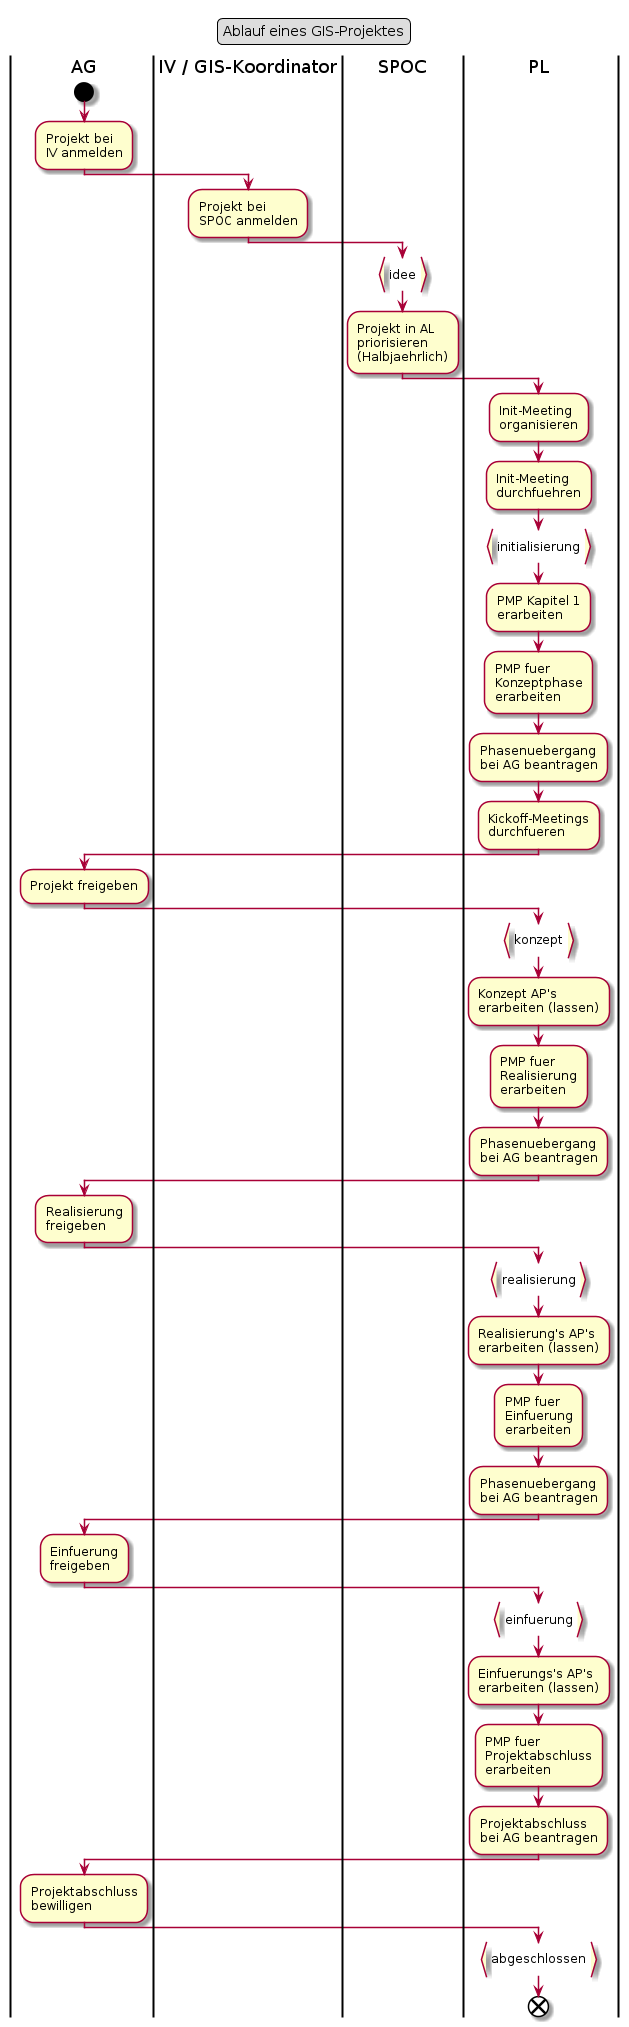 Ablauf eines GIS-Projektes
AG
IV / GIS-Koordinator
SPOC
PL
Projekt bei
IV anmelden
Projekt bei
SPOC anmelden
idee
Projekt in AL
priorisieren
(Halbjaehrlich)
Init-Meeting
organisieren
Init-Meeting
durchfuehren
initialisierung
PMP Kapitel 1
erarbeiten
PMP fuer
Konzeptphase
erarbeiten
Phasenuebergang
bei AG beantragen
Kickoff-Meetings
durchfueren
Projekt freigeben
konzept
Konzept AP's
erarbeiten (lassen)
PMP fuer
Realisierung
erarbeiten
Phasenuebergang
bei AG beantragen
Realisierung
freigeben
realisierung
Realisierung's AP's
erarbeiten (lassen)
PMP fuer
Einfuerung
erarbeiten
Phasenuebergang
bei AG beantragen
Einfuerung
freigeben
einfuerung
Einfuerungs's AP's
erarbeiten (lassen)
PMP fuer
Projektabschluss
erarbeiten
Projektabschluss
bei AG beantragen
Projektabschluss
bewilligen
abgeschlossen